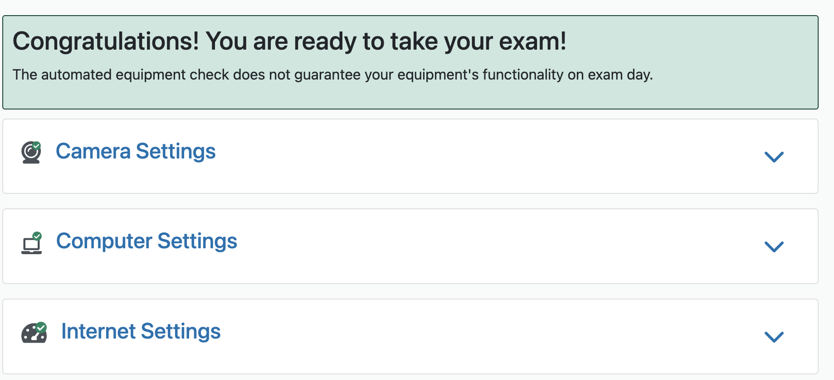 Congratulations! You are ready to take your exam!
The automated equipment check does not guarantee your equipment's functionality on exam day.
Camera Settings
Computer Settings
Internet Settings